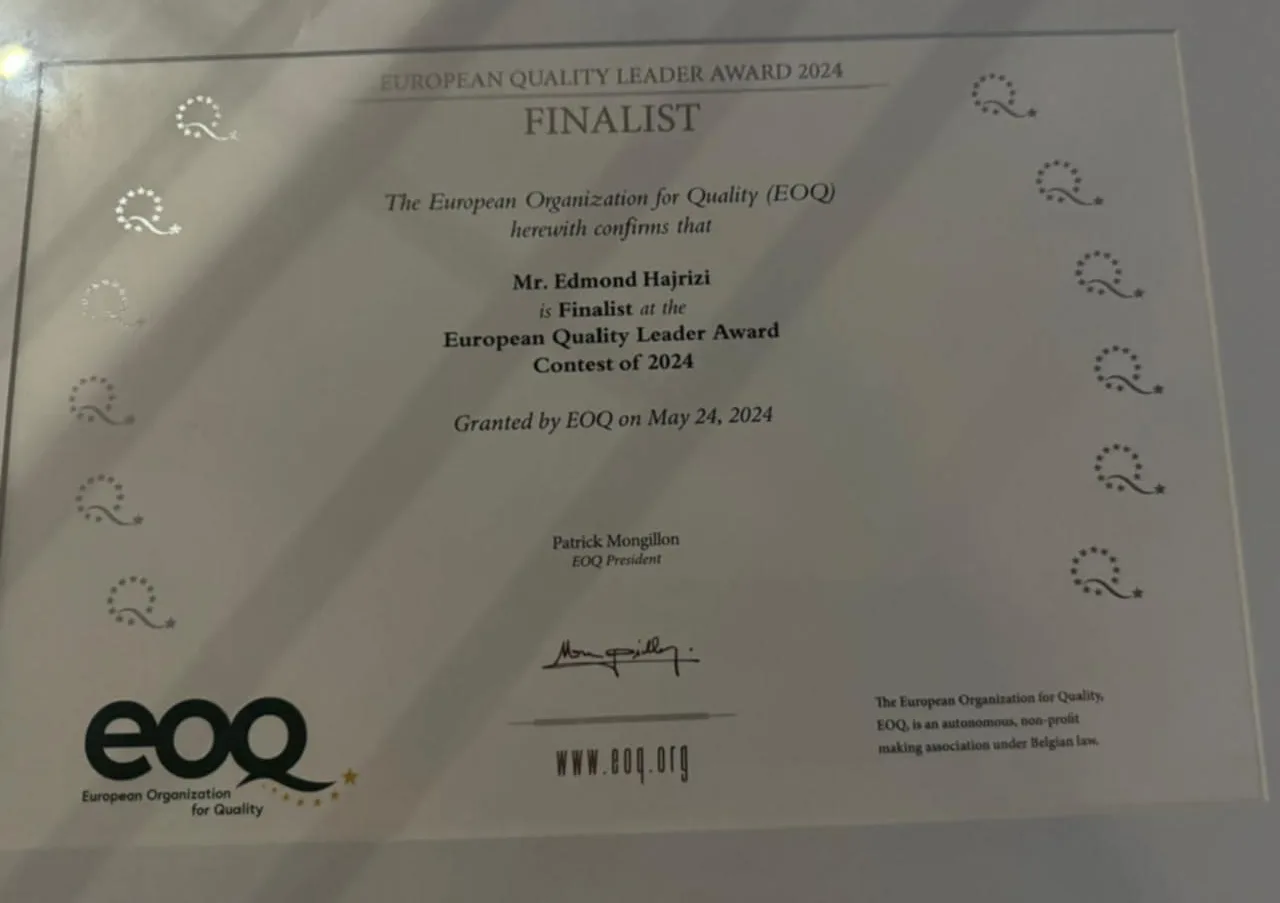 EUROPEAN QUALITY LEADER AWARD 2024
FINALIST
The European Organization for Quality (EOQ)
herewith confirms that
Mr. Edmond Hajrizi
is Finalist at the
European Quality Leader Award
Contest of 2024
Granted by EOQ on May 24, 2024
Patrick Mongillon
EOQ President
eoq
European Organization
for Quality
www.eoq.org
The European Organization for Quality,
EOQ, is an autonomous, non-profit
making association under Belgian law.